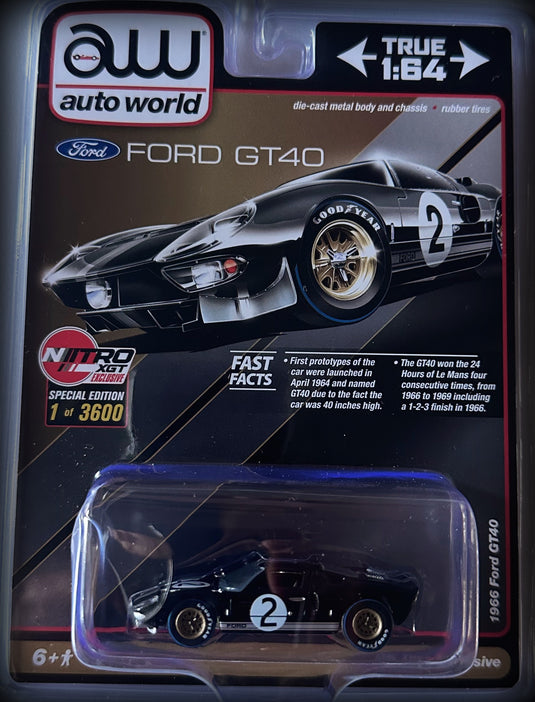 aw
auto world
TRUE
1:64
die-cast metal body and chassis • rubber tires
Ford
FORD GT40
GOODYEAR
2
FORD
NITRO
XGT
EXCLUSIVE
SPECIAL EDITION
1 of 3600
FAST
FACTS
• First prototypes of the
car were launched in
April 1964 and named
GT40 due to the fact the
car was 40 inches high.
• The GT40 won the 24
Hours of Le Mans four
consecutive times, from
1966 to 1969 including
a 1-2-3 finish in 1966.
1966 Ford GT40
2
FORD
GOODYEAR
GOODYEAR
6+